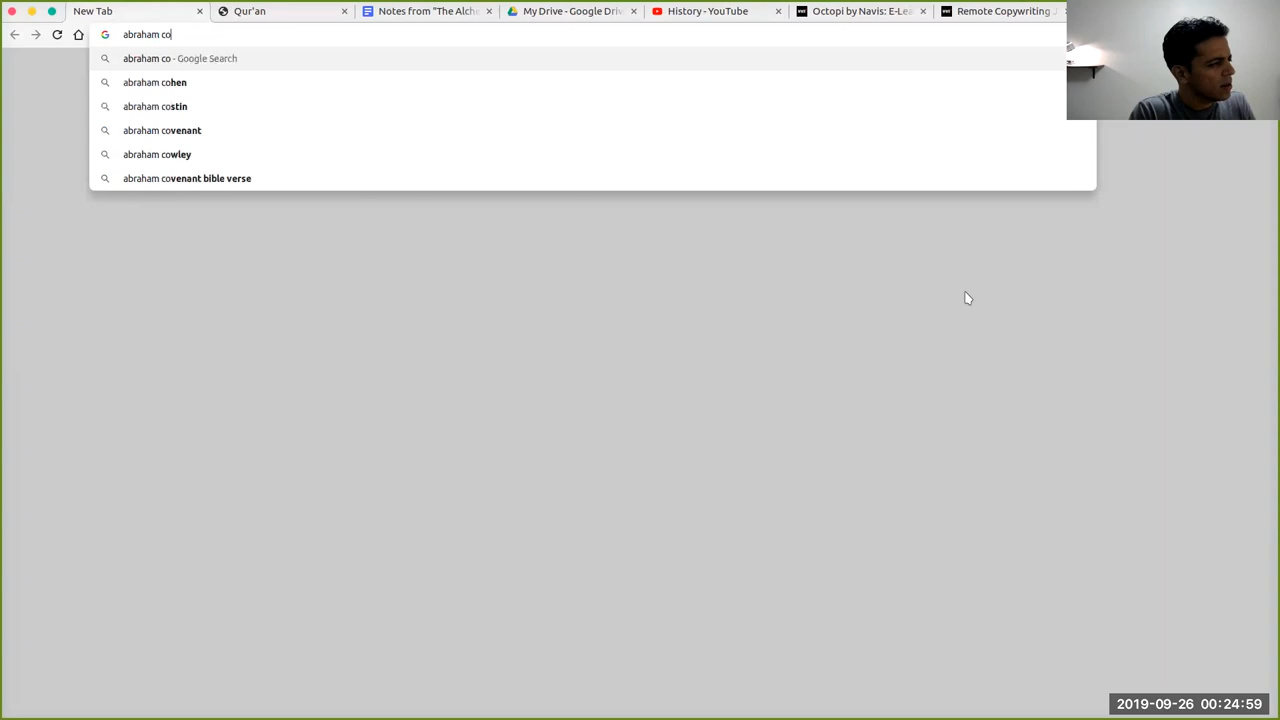 New Tab
Qur'an
Notes from "The Alche
My Drive - Google Driv
History - YouTube
Octopi by Navis: E-Lea
Remote Copywriting J
abraham co
abraham co - Google Search
abraham cohen
abraham costin
abraham covenant
abraham cowley
abraham covenant bible verse
2019-09-26 00:24:59